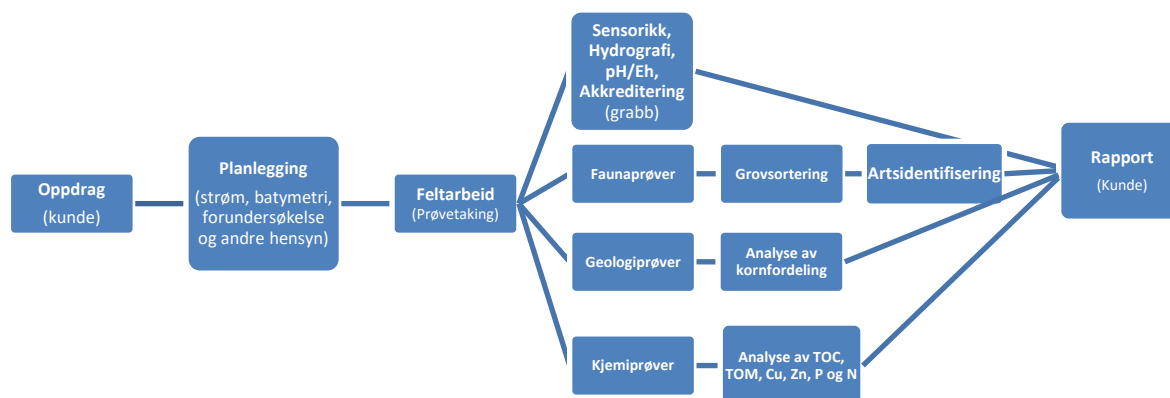 Oppdrag
(kunde)
Planlegging
(strøm, batymetri,
forundersøkelse
og andre hensyn)
Feltarbeid
(Prøvetaking)
Sensorikk,
Hydrografi,
pH/Eh,
Akkreditering
(grabb)
Faunaprøver
Grovsortering
Artsidentifisering
Geologiprøver
Analyse av
kornfordeling
Kjemiprøver
Analyse av TOC,
TOM, Cu, Zn, P og N
Rapport
(Kunde)